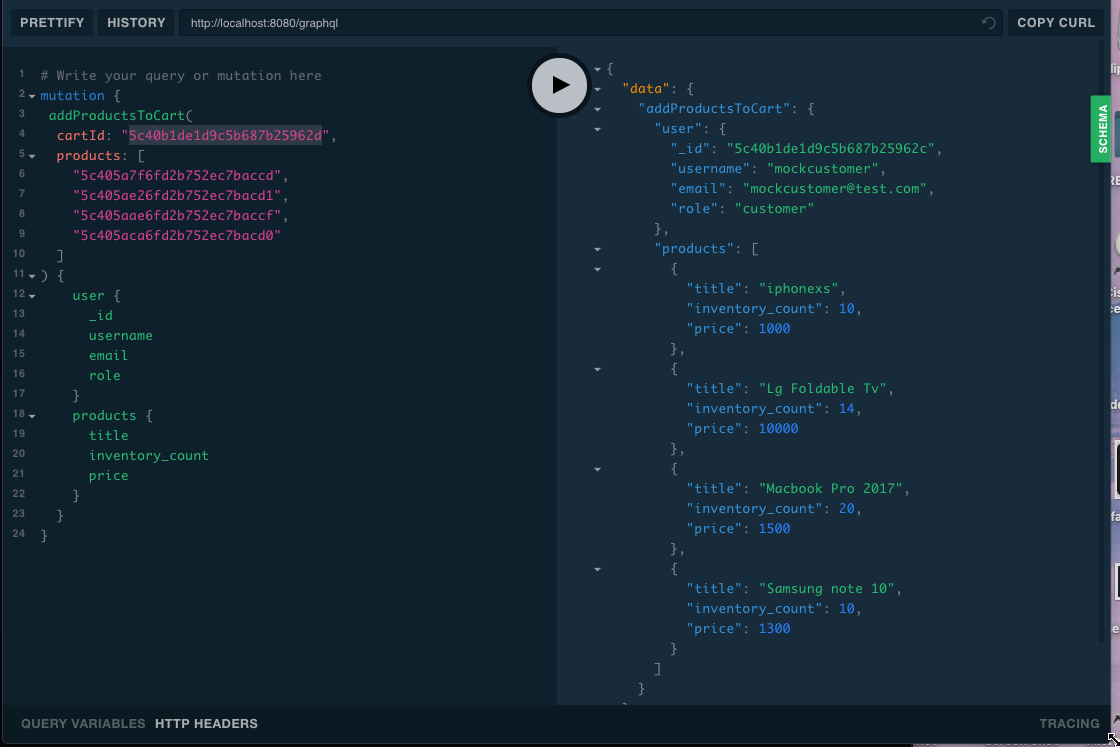 PRETTIFY HISTORY http://localhost:8080/graphql COPY CURL
1 # Write your query or mutation here
2 mutation {
3 addProductsToCart(
4 cartId: "5c40b1de1d9c5b687b25962d",
5 products: [
6 "5c405a7f6fd2b752ec7baccd",
7 "5c405ae26fd2b752ec7bacd1",
8 "5c405aae6fd2b752ec7baccf",
9 "5c405aca6fd2b752ec7bacd0"
10 ]
11 ) {
12 user {
13 _id
14 username
15 email
16 role
17 }
18 products {
19 title
20 inventory_count
21 price
22 }
23 }
24 }
{
"data": {
"addProductsToCart": {
"user": {
"_id": "5c40b1de1d9c5b687b25962c",
"username": "mockcustomer",
"email": "mockcustomer@test.com",
"role": "customer"
},
"products": [
{
"title": "iphonexs",
"inventory_count": 10,
"price": 1000
},
{
"title": "Lg Foldable Tv",
"inventory_count": 14,
"price": 10000
},
{
"title": "Macbook Pro 2017",
"inventory_count": 20,
"price": 1500
},
{
"title": "Samsung note 10",
"inventory_count": 10,
"price": 1300
}
]
}
SCHEMA
QUERY VARIABLES HTTP HEADERS TRACING